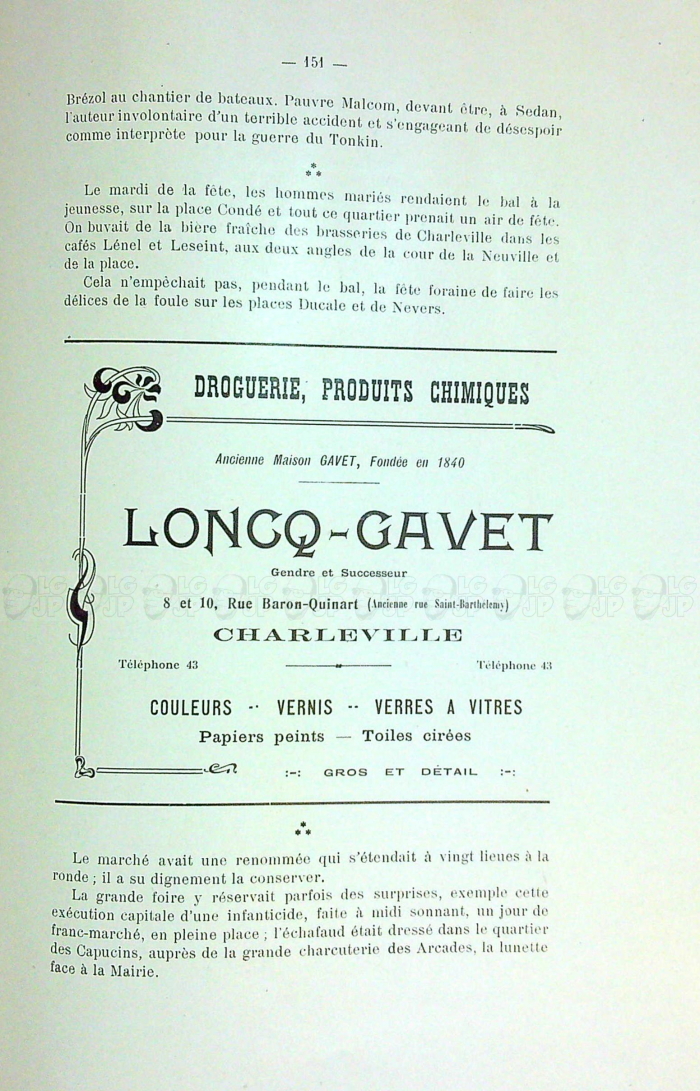 — 151 —
Brézol au chantier de bateaux. Pauvre Malcom, devant être, à Sedan,
l'auteur involontaire d'un terrible accident et s'engageant de désespoir
comme interprète pour la guerre du Tonkin.
* * *
Le mardi de la fête, les hommes mariés rendaient le bal à la
jeunesse, sur la place Condé et tout ce quartier prenait un air de fête.
On buvait de la bière fraîche des brasseries de Charleville dans les
cafés Lénel et Leseint, aux deux angles de la cour de la Neuville et
de la place.
Cela n'empêchait pas, pendant le bal, la fête foraine de faire les
délices de la foule sur les places Ducale et de Nevers.
DROGUERIE, PRODUITS CHIMIQUES
Ancienne Maison GAVET, Fondée en 1840
LONCQ-GAVET
Gendre et Successeur
8 et 10, Rue Baron-Quinart (Ancienne rue Saint-Barthélemy)
CHARLEVILLE
Téléphone 43 Téléphone 43
COULEURS -- VERNIS -- VERRES A VITRES
Papiers peints — Toiles cirées
:-: GROS ET DÉTAIL :-:
* * *
Le marché avait une renommée qui s'étendait à vingt lieues à la
ronde ; il a su dignement la conserver.
La grande foire y réservait parfois des surprises, exemple cette
exécution capitale d'une infanticide, faite à midi sonnant, un jour de
franc-marché, en pleine place ; l'échafaud était dressé dans le quartier
des Capucins, auprès de la grande charcuterie des Arcades, la lunette
face à la Mairie.